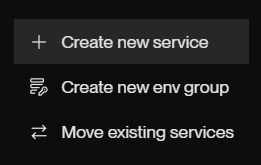 Create new service
Create new env group
Move existing services